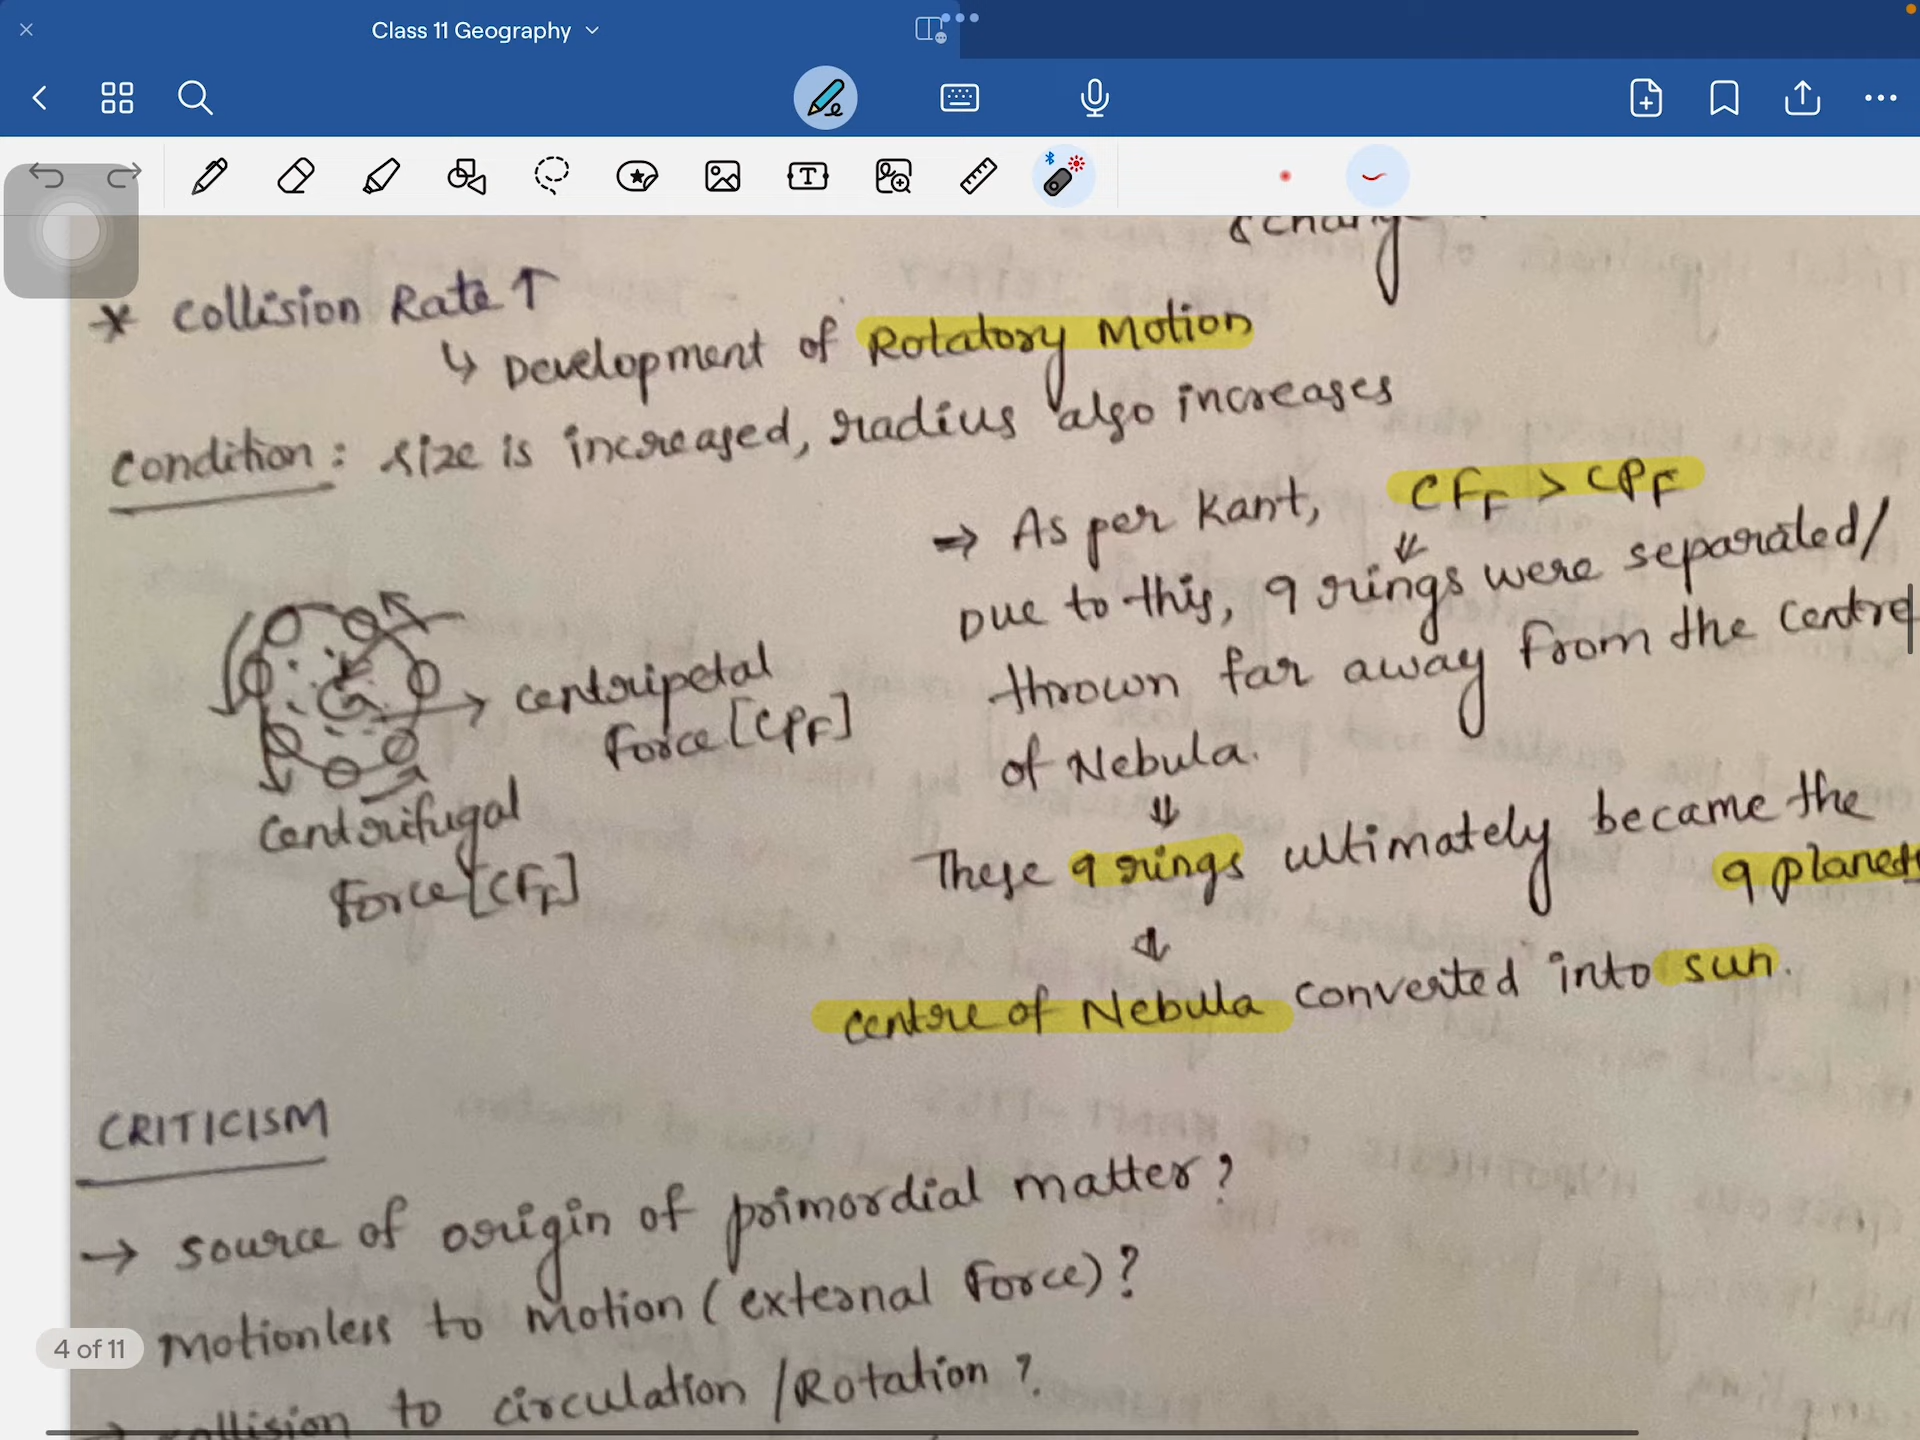 Class 11 Geography
* Collision Rate ↑
↳ Development of Rotatory Motion
Condition: size is increased, radius also increases
→ As per Kant, CFF > CPF
Due to this, 9 rings were separated/
thrown far away from the centre
of Nebula.
These 9 rings ultimately became the
9 planets
centre of Nebula converted into sun.
centripetal
Force [CPF]
Centrifugal
Force [CFF]
CRITICISM
→ source of origin of primordial matter?
Motionless to motion (external force)?
→ collision to circulation /Rotation?
4 of 11